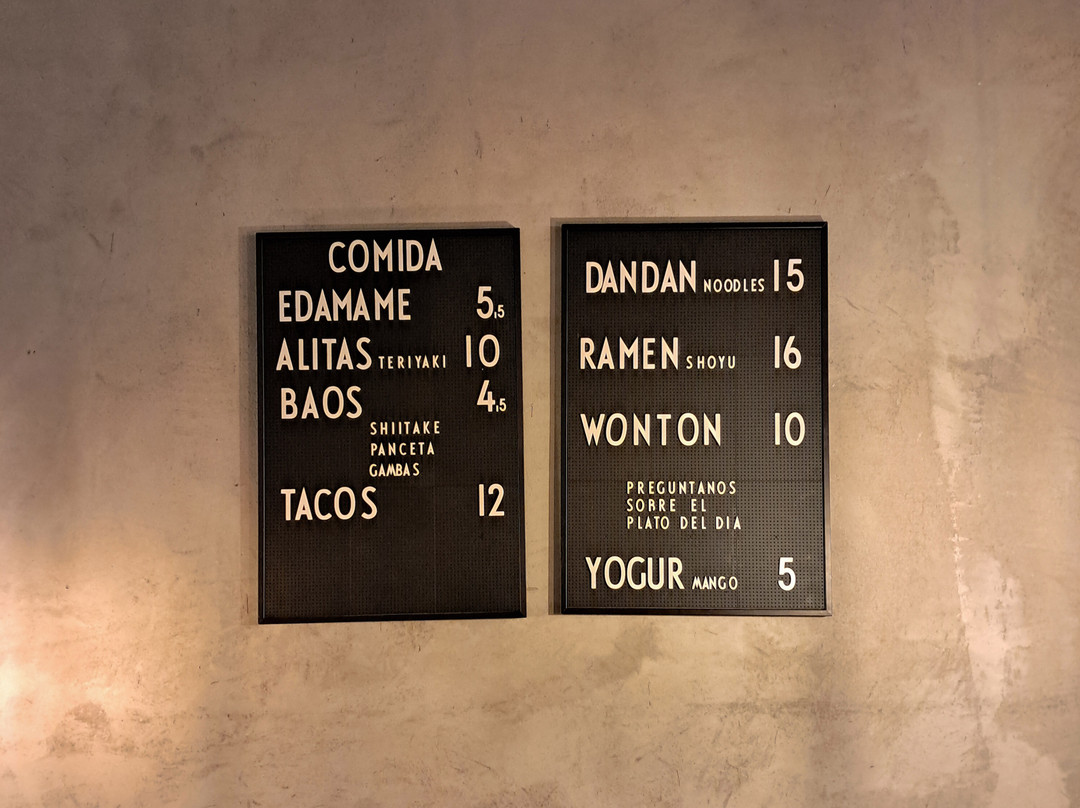 COMIDA
EDAMAME 5,5
ALITAS TERIYAKI 10
BAOS 4,5
SHIITAKE
PANCETA
GAMBAS
TACOS 12
DANDAN NOODLES 15
RAMEN SHOYU 16
WONTON 10
PREGUNTANOS
SOBRE EL
PLATO DEL DIA
YOGUR MANGO 5